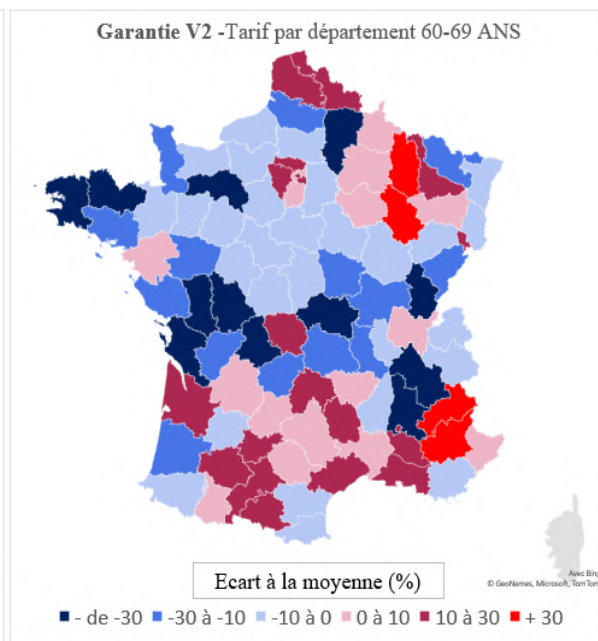 Garantie V2 -Tarif par département 60-69 ANS
Avec Bing
© GeoNames, Microsoft, TomTom
Ecart à la moyenne (%)
- de -30 -30 à -10 -10 à 0 0 à 10 10 à 30 + 30